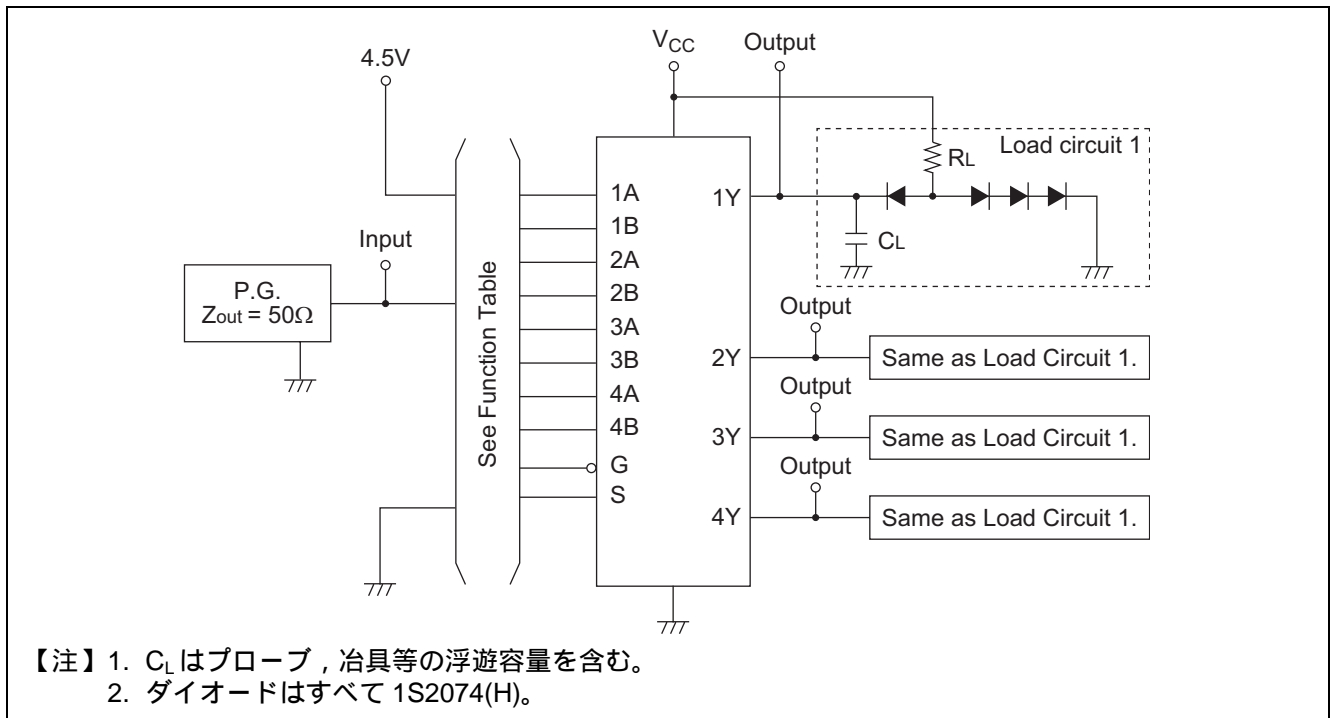 4.5V
V_CC
Output
Load circuit 1
RL
1A
1Y
1B
Input
CL
2A
P.G.
Zout = 50Ω
2B
Output
3A
See Function Table
3B
2Y
Same as Load Circuit 1.
4A
Output
4B
3Y
Same as Load Circuit 1.
G
Output
S
4Y
Same as Load Circuit 1.
【注】1. CLはプローブ,冶具等の浮遊容量を含む。
2. ダイオードはすべて 1S2074(H)。